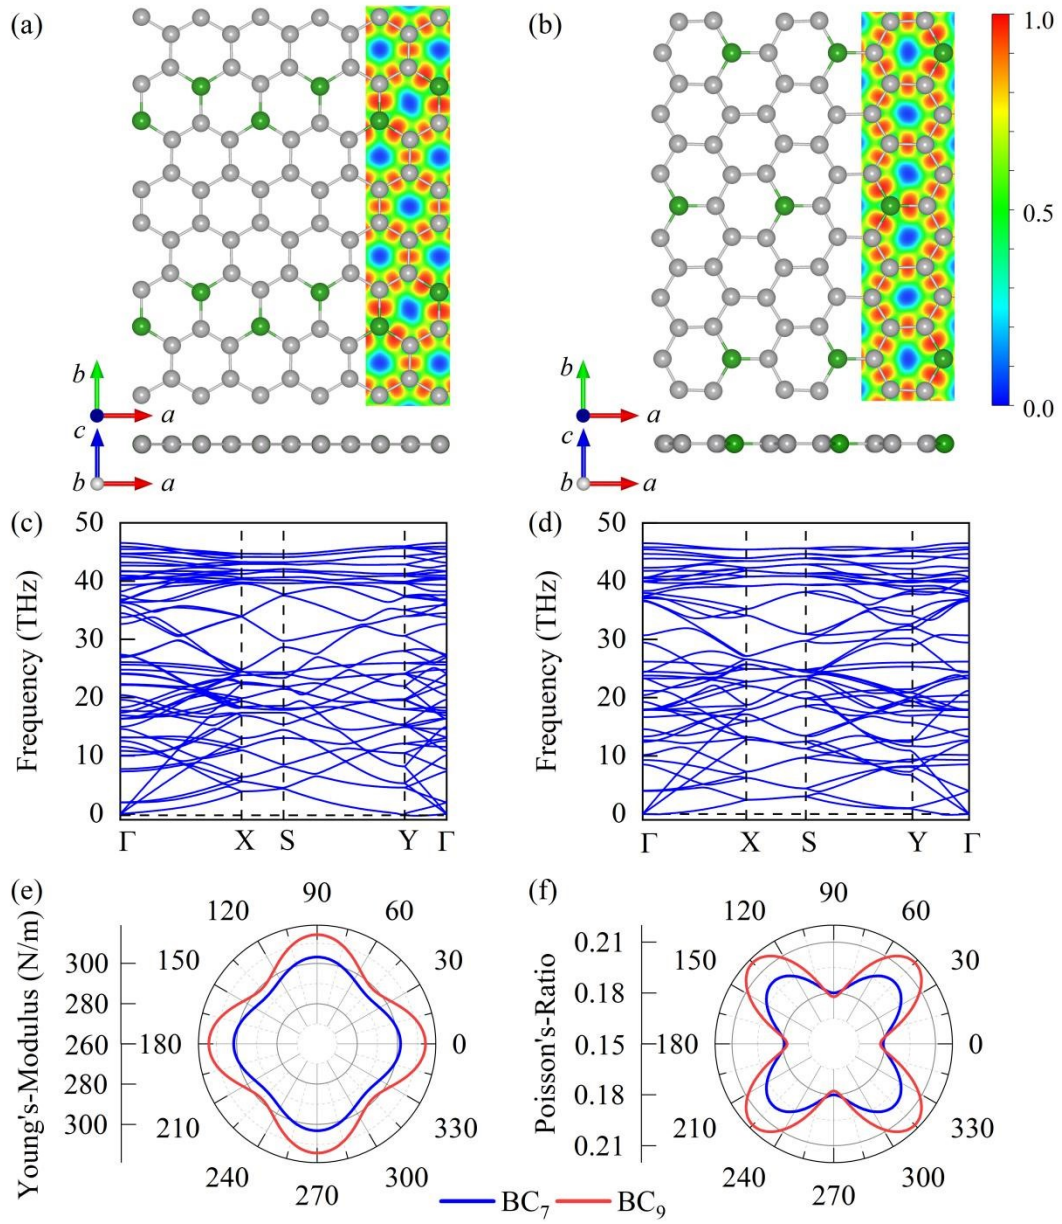 (a)
(b)
1.0
0.5
0.0
b
a
c
b
a
b
a
c
b
a
(c)
(d)
Frequency (THz)
50
40
30
20
10
0
Γ X S Y Γ
Frequency (THz)
50
40
30
20
10
0
Γ X S Y Γ
(e)
Young's-Modulus (N/m)
300
280
260
280
300
90
120 60
150 30
180 0
210 330
240 300
270
(f)
Poisson's-Ratio
0.21
0.18
0.15
0.18
0.21
90
120 60
150 30
180 0
210 330
240 300
270
BC₇ BC₉